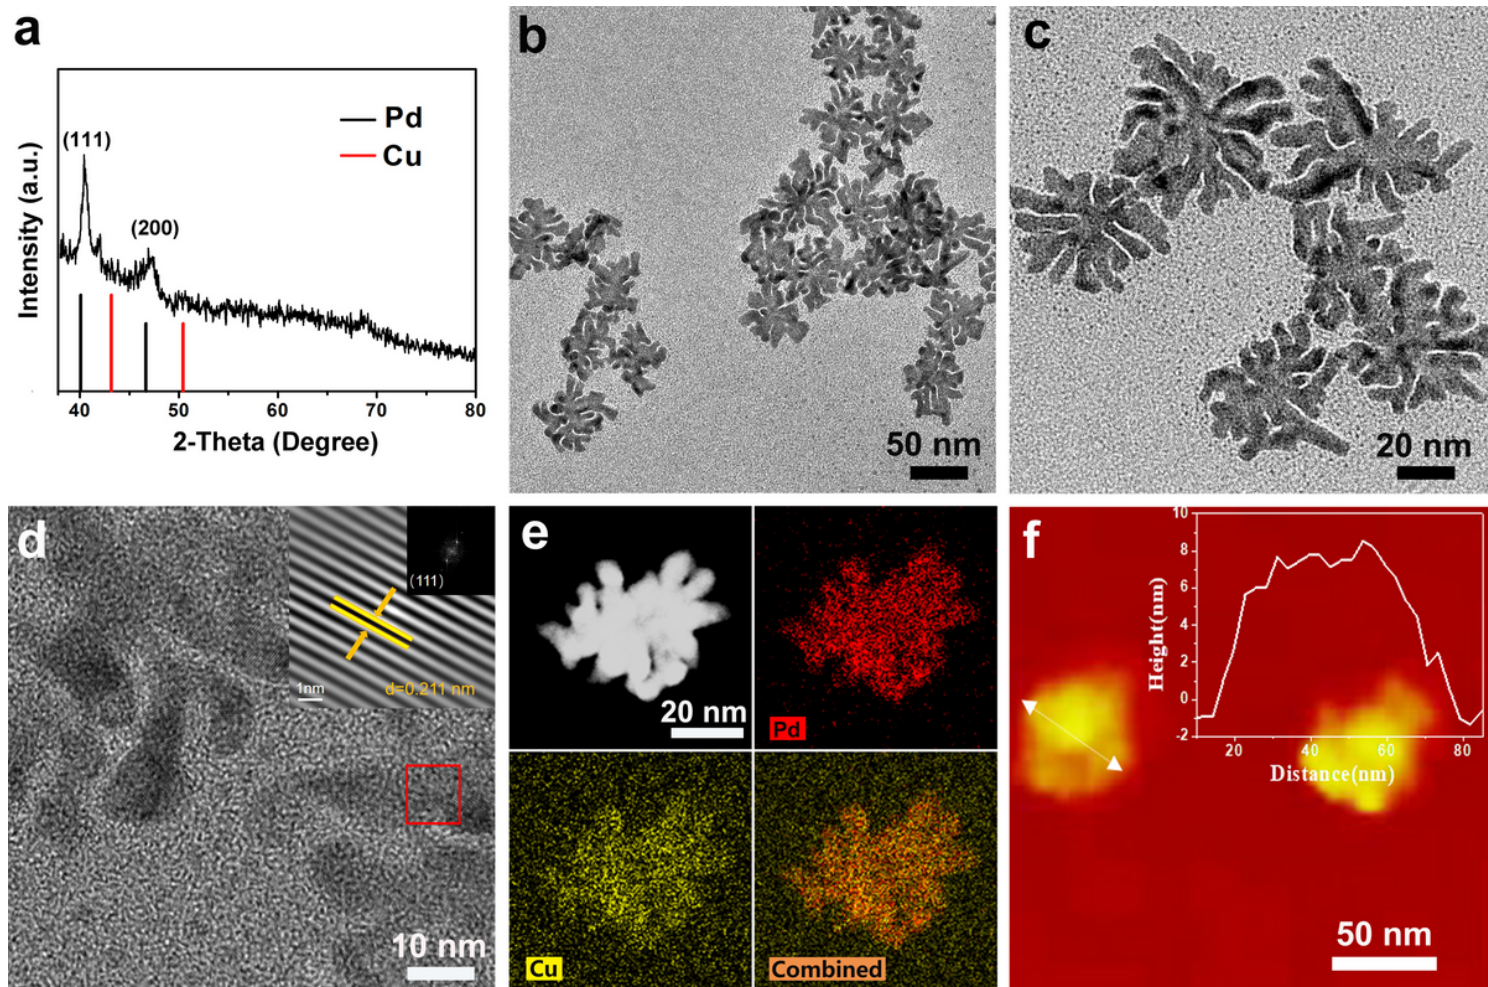 a
(111)
(200)
Pd
Cu
Intensity (a.u.)
40 50 60 70 80
2-Theta (Degree)
b
50 nm
c
20 nm
d
(111)
1nm
d=0.211 nm
10 nm
e
20 nm
Pd
Cu
Combined
f
10
8
6
4
2
0
-2
Height(nm)
20 40 60 80
Distance(nm)
50 nm